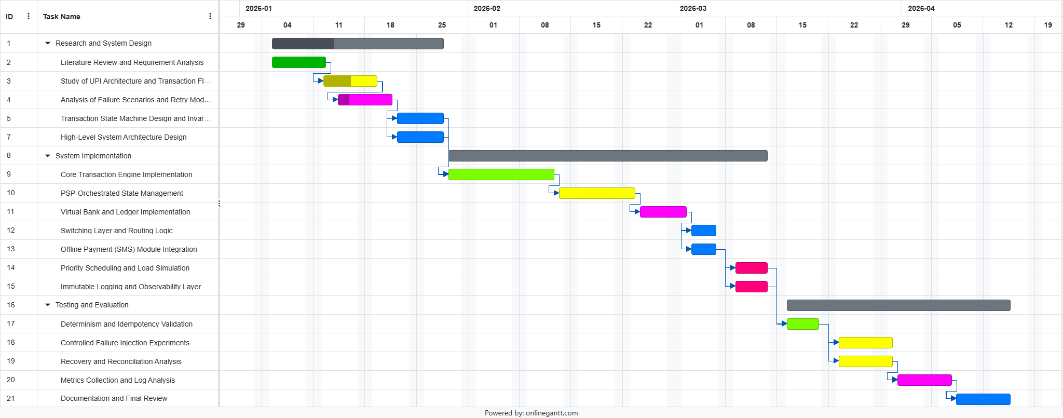 2026-01 2026-02 2026-03 2026-04
ID Task Name 29 04 11 18 25 01 08 15 22 01 08 15 22 29 05 12 19
1 Research and System Design
2 Literature Review and Requirement Analysis
3 Study of UPI Architecture and Transaction Fl...
4 Analysis of Failure Scenarios and Retry Mod...
5 Transaction State Machine Design and Invar...
7 High-Level System Architecture Design
8 System Implementation
9 Core Transaction Engine Implementation
10 PSP-Orchestrated State Management
11 Virtual Bank and Ledger Implementation
12 Switching Layer and Routing Logic
13 Offline Payment (SMS) Module Integration
14 Priority Scheduling and Load Simulation
15 Immutable Logging and Observability Layer
16 Testing and Evaluation
17 Determinism and Idempotency Validation
18 Controlled Failure Injection Experiments
19 Recovery and Reconciliation Analysis
20 Metrics Collection and Log Analysis
21 Documentation and Final Review
Powered by: onlinegantt.com